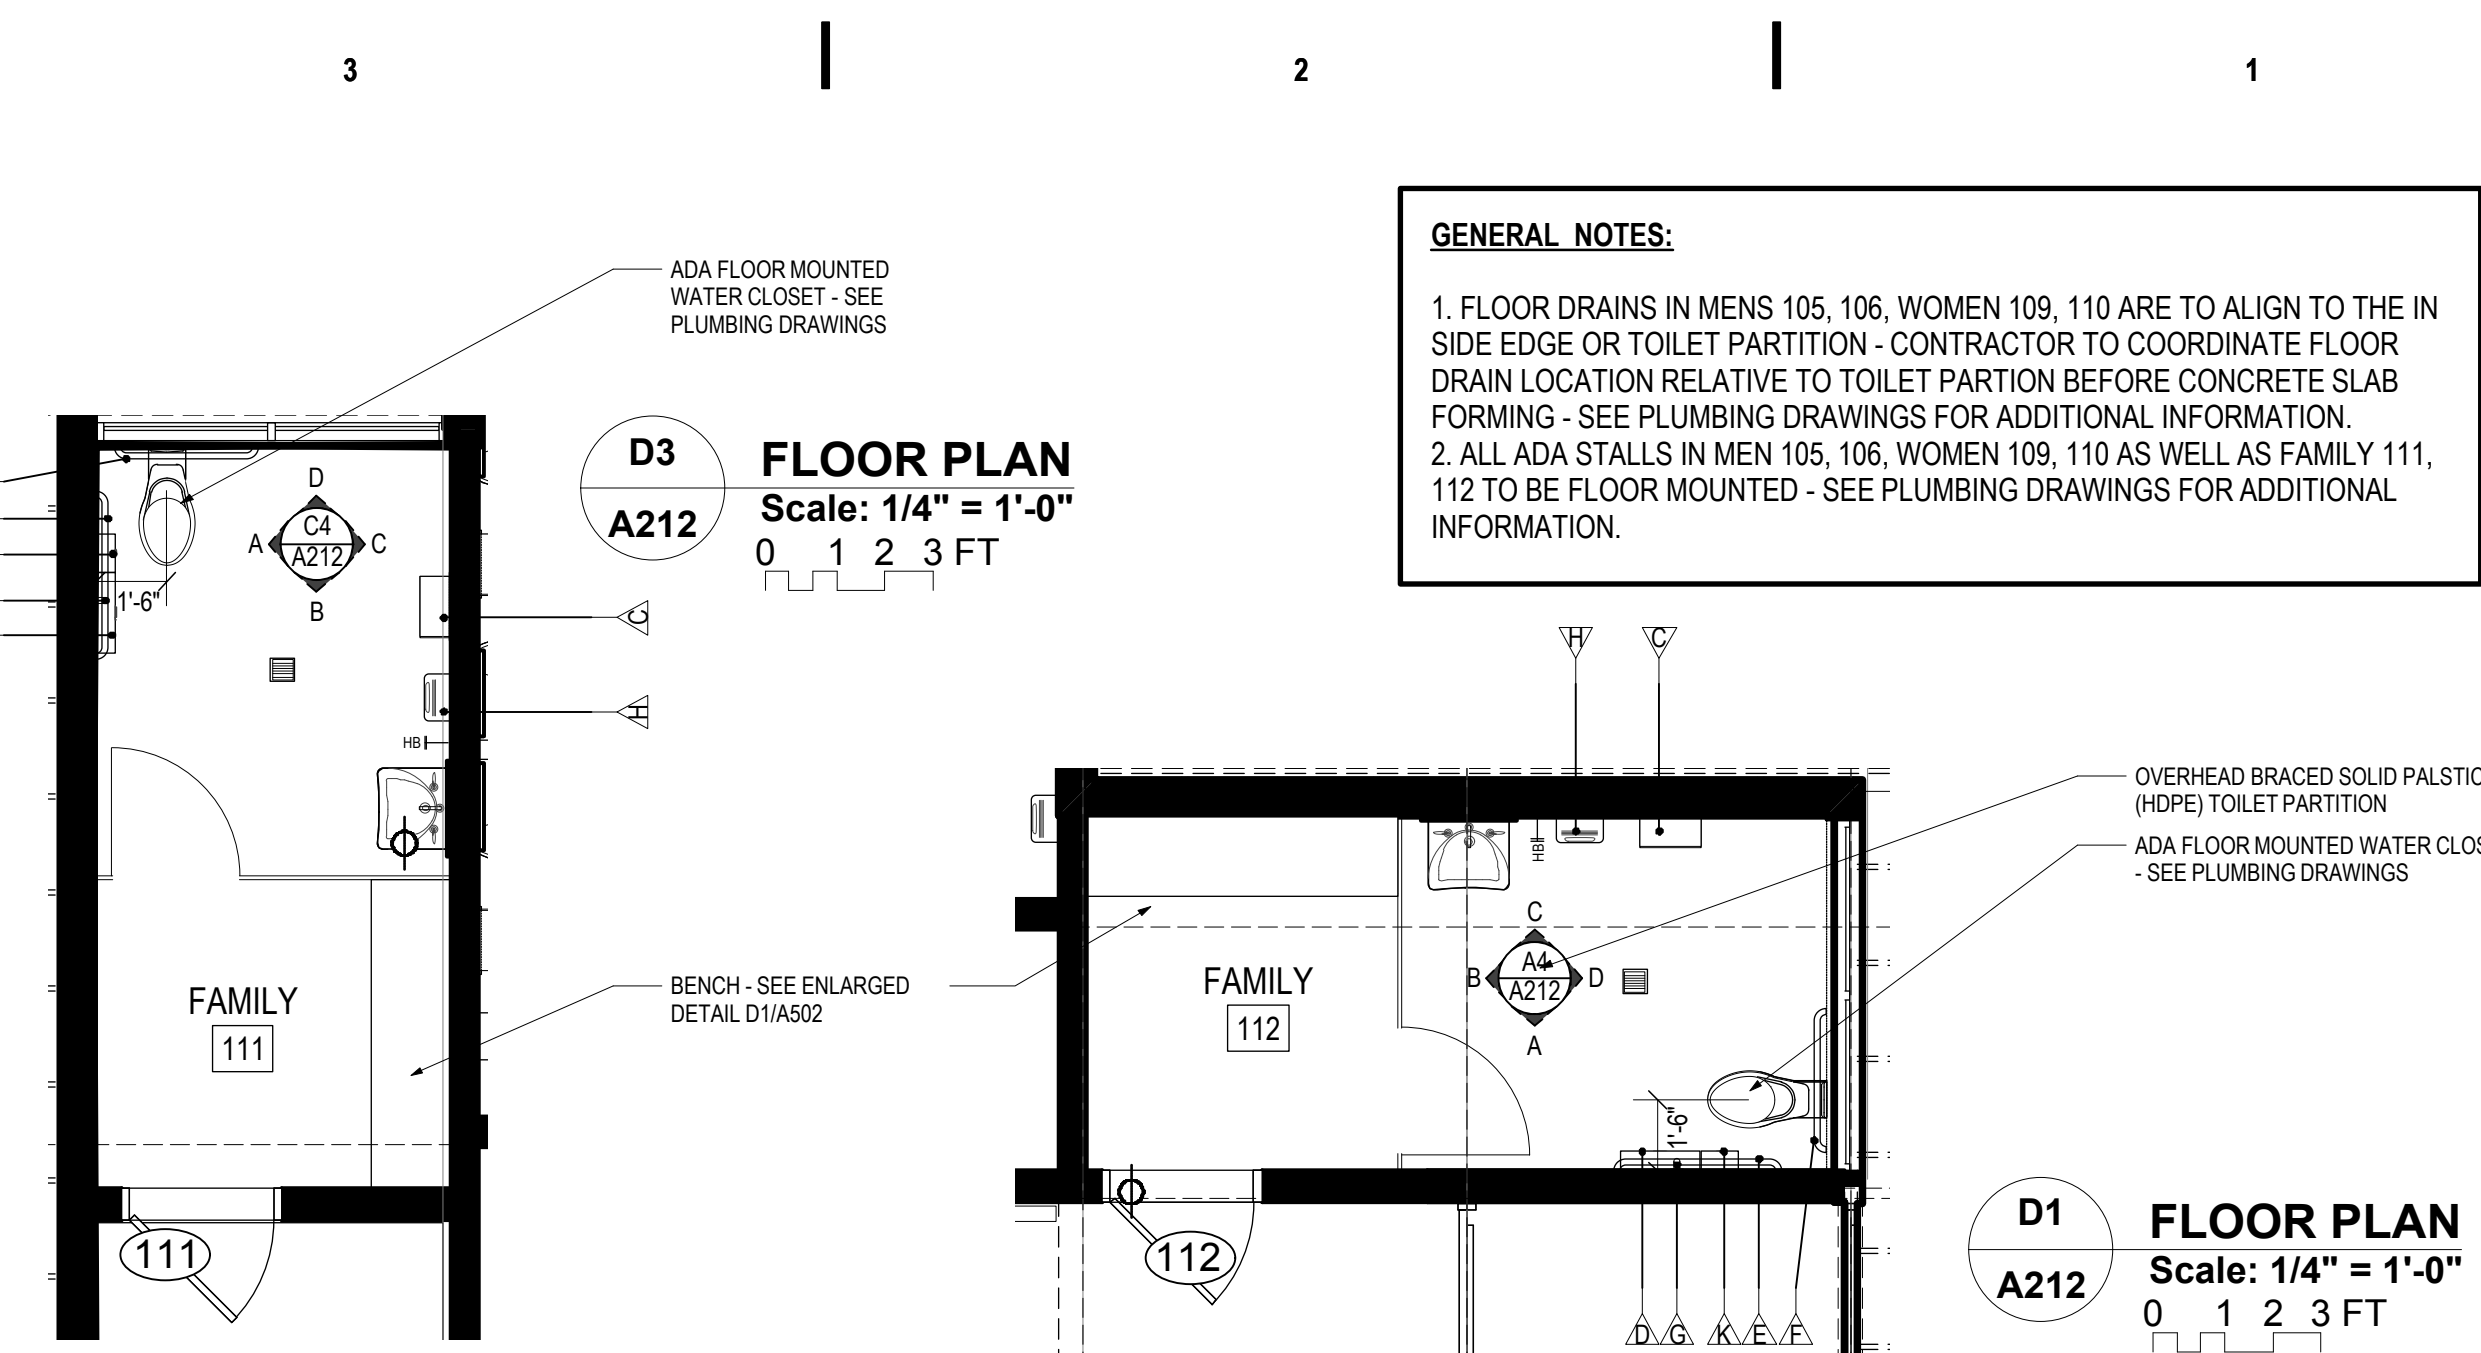 3
2
1
GENERAL NOTES:
1. FLOOR DRAINS IN MENS 105, 106, WOMEN 109, 110 ARE TO ALIGN TO THE IN
SIDE EDGE OR TOILET PARTITION - CONTRACTOR TO COORDINATE FLOOR
DRAIN LOCATION RELATIVE TO TOILET PARTION BEFORE CONCRETE SLAB
FORMING - SEE PLUMBING DRAWINGS FOR ADDITIONAL INFORMATION.
2. ALL ADA STALLS IN MEN 105, 106, WOMEN 109, 110 AS WELL AS FAMILY 111,
112 TO BE FLOOR MOUNTED - SEE PLUMBING DRAWINGS FOR ADDITIONAL
INFORMATION.
ADA FLOOR MOUNTED
WATER CLOSET - SEE
PLUMBING DRAWINGS
D3
A212
FLOOR PLAN
Scale: 1/4" = 1'-0"
0 1 2 3 FT
D
A
C4
A212
C
B
1'-6"
C
H
HB
FAMILY
111
111
BENCH - SEE ENLARGED
DETAIL D1/A502
H
C
HB
OVERHEAD BRACED SOLID PALSTIC
(HDPE) TOILET PARTITION
ADA FLOOR MOUNTED WATER CLOS
- SEE PLUMBING DRAWINGS
C
B
A4
A212
D
A
FAMILY
112
1'-6"
112
D
G
K
E
F
D1
A212
FLOOR PLAN
Scale: 1/4" = 1'-0"
0 1 2 3 FT